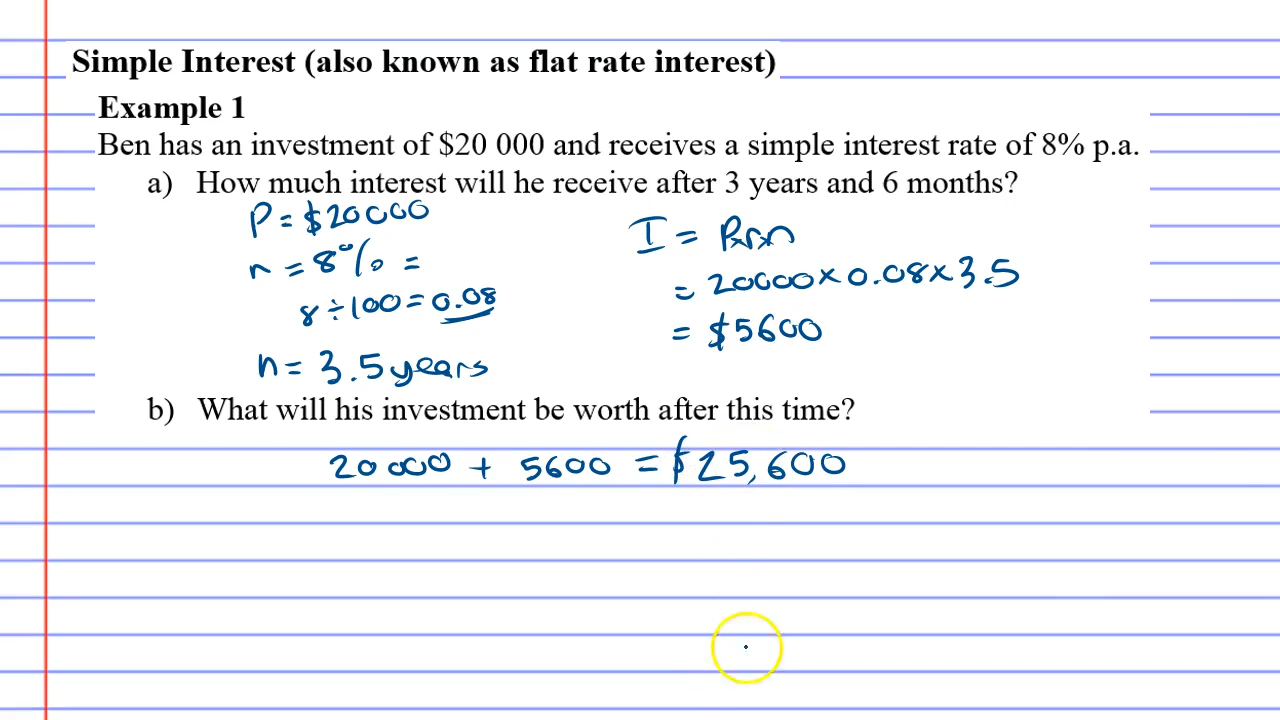 Simple Interest (also known as flat rate interest)
Example 1
Ben has an investment of $20 000 and receives a simple interest rate of 8% p.a.
a) How much interest will he receive after 3 years and 6 months?
P = $20000
r = 8% =
8 ÷ 100 = 0.08
n = 3.5 years
I = P×r×n
= 20000 × 0.08 × 3.5
= $5600
b) What will his investment be worth after this time?
20000 + 5600 = $25,600